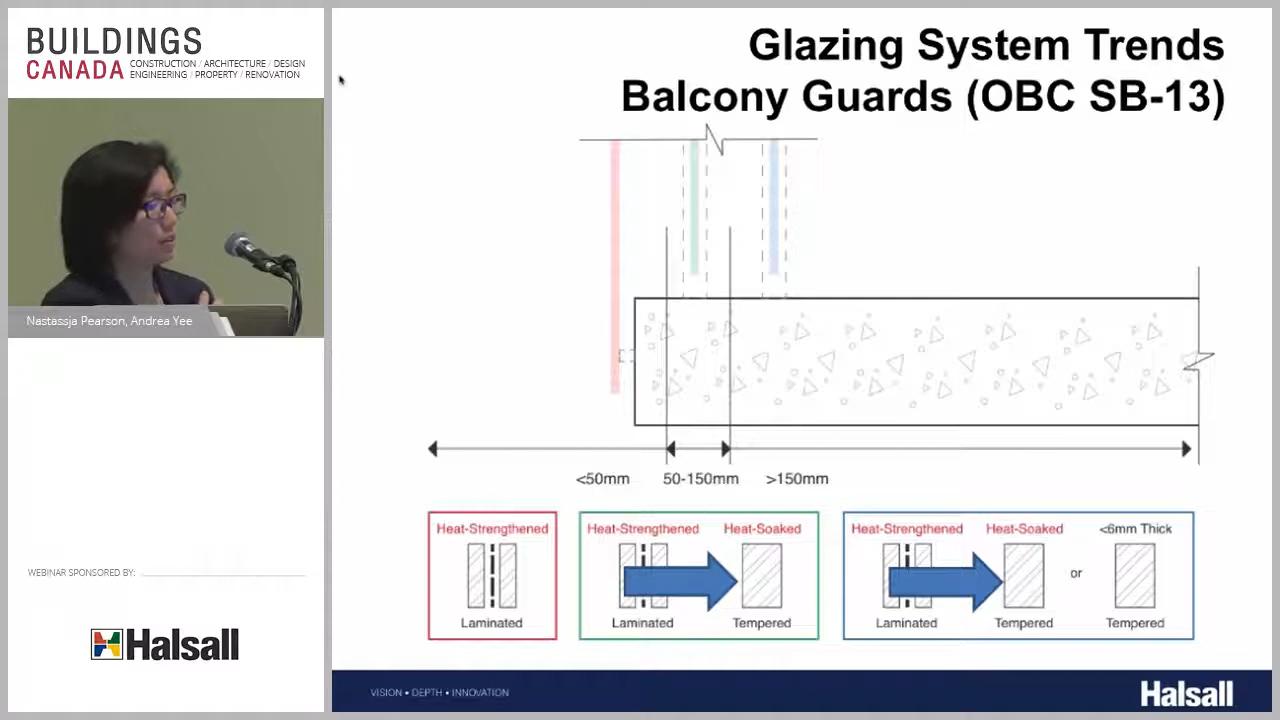 BUILDINGS
CANADA CONSTRUCTION / ARCHITECTURE / DESIGN
ENGINEERING / PROPERTY / RENOVATION
Nastassja Pearson, Andrea Yee
WEBINAR SPONSORED BY:
Halsall
Glazing System Trends
Balcony Guards (OBC SB-13)
<50mm 50-150mm >150mm
Heat-Strengthened
Laminated
Heat-Strengthened Heat-Soaked
Laminated Tempered
Heat-Strengthened Heat-Soaked <6mm Thick
or
Laminated Tempered Tempered
VISION • DEPTH • INNOVATION
Halsall